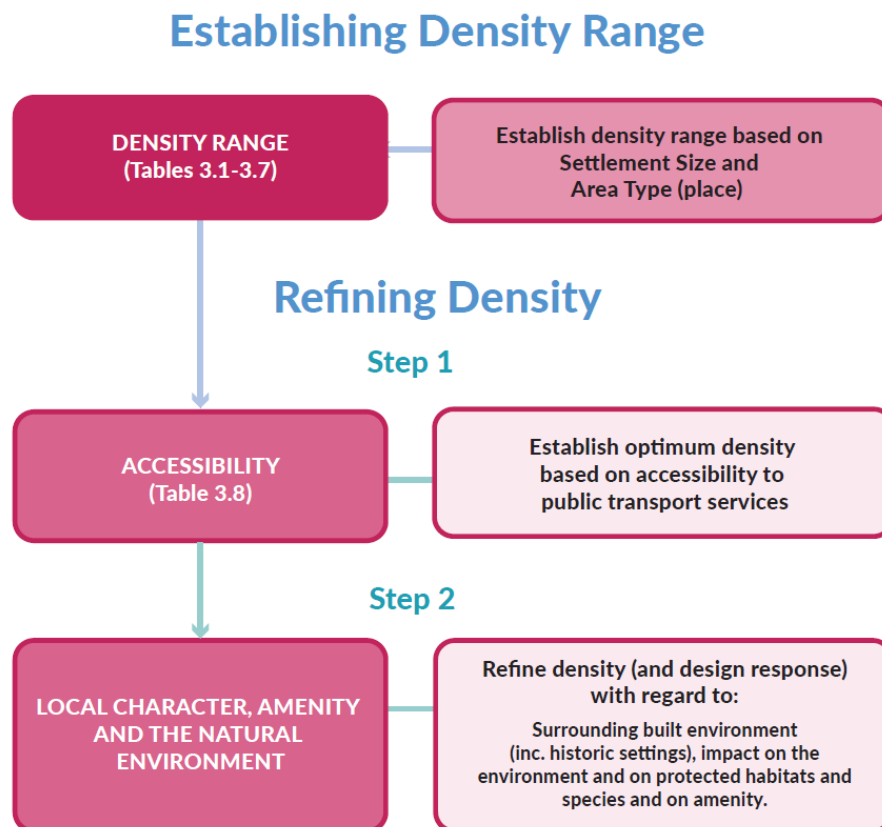 Establishing Density Range
DENSITY RANGE
(Tables 3.1-3.7)
Establish density range based on
Settlement Size and
Area Type (place)
Refining Density
Step 1
ACCESSIBILITY
(Table 3.8)
Establish optimum density
based on accessibility to
public transport services
Step 2
LOCAL CHARACTER, AMENITY
AND THE NATURAL
ENVIRONMENT
Refine density (and design response)
with regard to:
Surrounding built environment
(inc. historic settings), impact on the
environment and on protected habitats and
species and on amenity.